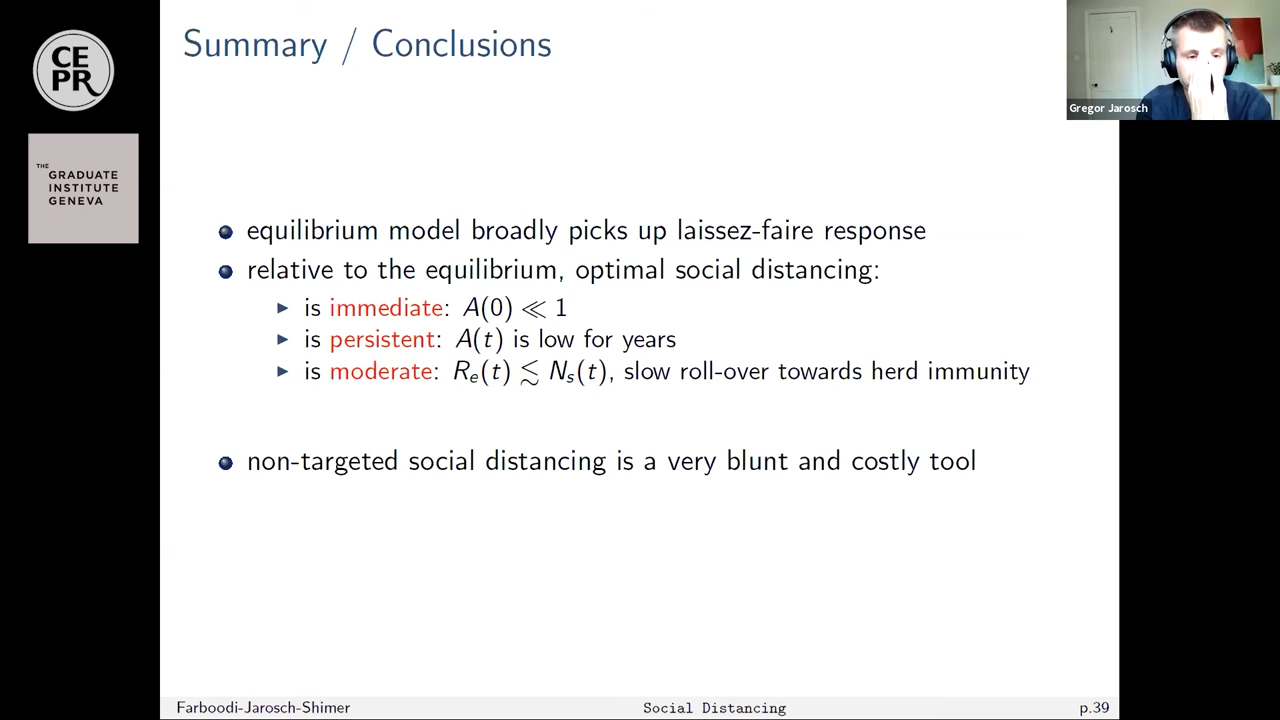 Summary / Conclusions
CE
PR
THE
GRADUATE
INSTITUTE
GENEVA
Gregor Jarosch
equilibrium model broadly picks up laissez-faire response
relative to the equilibrium, optimal social distancing:
is immediate: A(0) ≪ 1
is persistent: A(t) is low for years
is moderate: Rₑ(t) ≲ Nₛ(t), slow roll-over towards herd immunity
non-targeted social distancing is a very blunt and costly tool
Farboodi-Jarosch-Shimer
Social Distancing
p.39